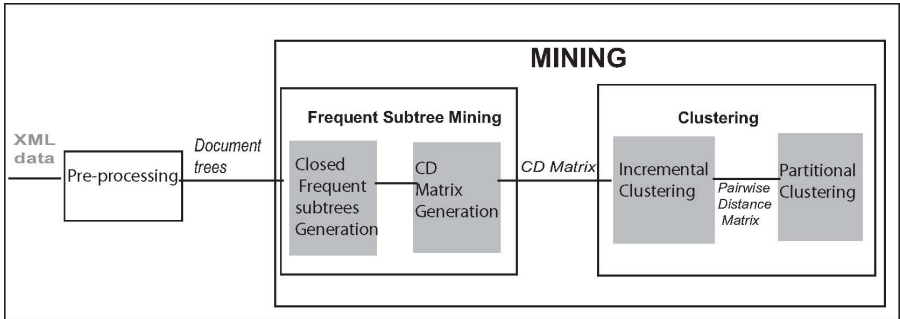 MINING
XML
data
Pre-processing
Document
trees
Frequent Subtree Mining
Closed
Frequent
subtrees
Generation
CD
Matrix
Generation
CD Matrix
Clustering
Incremental
Clustering
Pairwise
Distance
Matrix
Partitional
Clustering